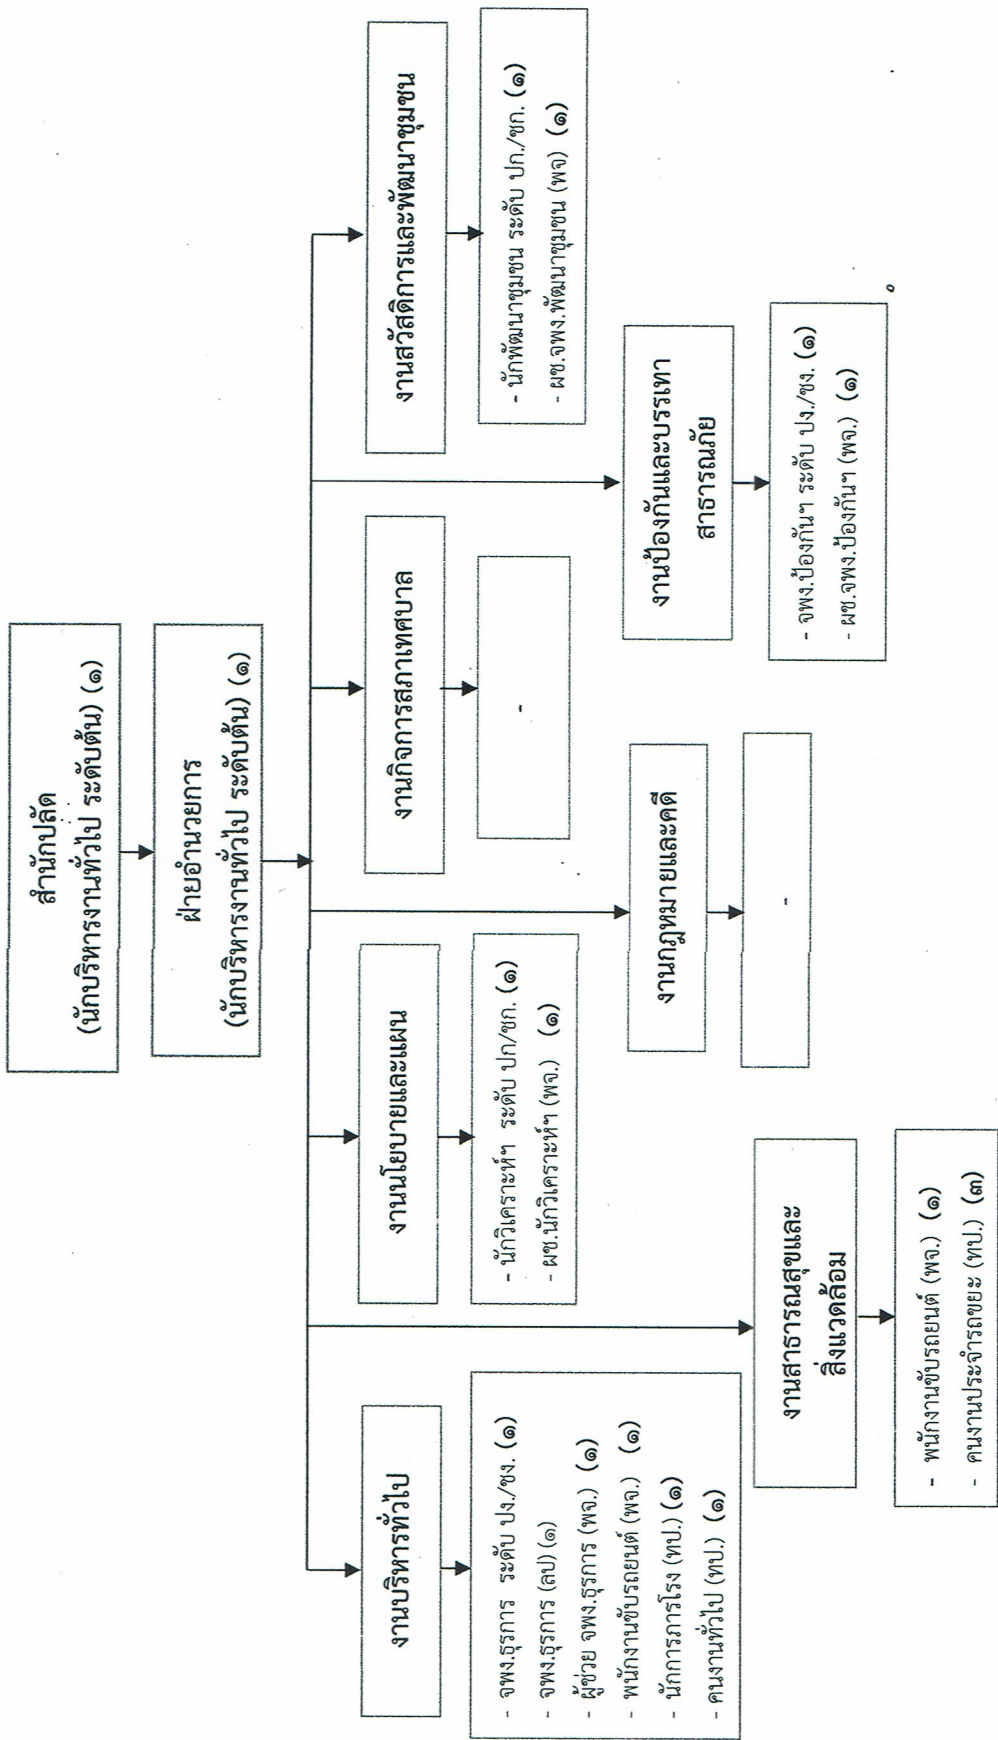 สำนักปลัด
(นักบริหารงานทั่วไป ระดับต้น) (๑)
ฝ่ายอำนวยการ
(นักบริหารงานทั่วไป ระดับต้น) (๑)
งานบริหารทั่วไป
- จพง.ธุรการ ระดับ ปง./ชง. (๑)
- จพง.ธุรการ (ลป) (๑)
- ผู้ช่วย จพง.ธุรการ (พจ.) (๑)
- พนักงานขับรถยนต์ (พจ.) (๑)
- นักการภารโรง (ทป.) (๑)
- คนงานทั่วไป (ทป.) (๑)
งานนโยบายและแผน
- นักวิเคราะห์ฯ ระดับ ปก/ชก. (๑)
- ผช.นักวิเคราะห์ฯ (พจ.) (๑)
งานกิจการสภาเทศบาล
-
งานสวัสดิการและพัฒนาชุมชน
- นักพัฒนาชุมชน ระดับ ปก./ชก. (๑)
- ผช.จพง.พัฒนาชุมชน (พจ) (๑)
งานสาธารณสุขและ
สิ่งแวดล้อม
- พนักงานขับรถยนต์ (พจ.) (๑)
- คนงานประจำรถขยะ (ทป.) (๓)
งานกฎหมายและคดี
-
งานป้องกันและบรรเทา
สาธารณภัย
- จพง.ป้องกันฯ ระดับ ปง./ชง. (๑)
- ผช.จพง.ป้องกันฯ (พจ.) (๑)